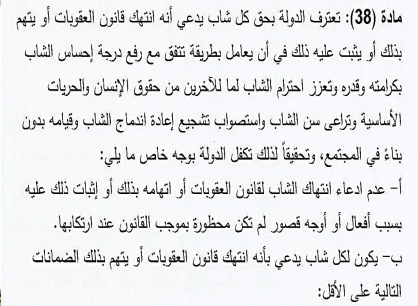 مادة (38): تعترف الدولة بحق كل شاب يدعي أنه انتهك قانون العقوبات أو يتهم
بذلك أو يثبت عليه ذلك في أن يعامل بطريقة تتفق مع رفع درجة إحساس الشاب
بكرامته وقدره وتعزز احترام الشاب لما للآخرين من حقوق الإنسان والحريات
الأساسية وتراعى سن الشاب واستصواب تشجيع إعادة اندماج الشاب وقيامه بدون
بناءً في المجتمع، وتحقيقاً لذلك تكفل الدولة بوجه خاص ما يلي:
أ- عدم ادعاء انتهاك الشاب لقانون العقوبات أو اتهامه بذلك أو إثبات ذلك عليه
بسبب أفعال أو أوجه قصور لم تكن محظورة بموجب القانون عند ارتكابها.
ب- يكون لكل شاب يدعي بأنه انتهك قانون العقوبات أو يتهم بذلك الضمانات
التالية على الأقل: